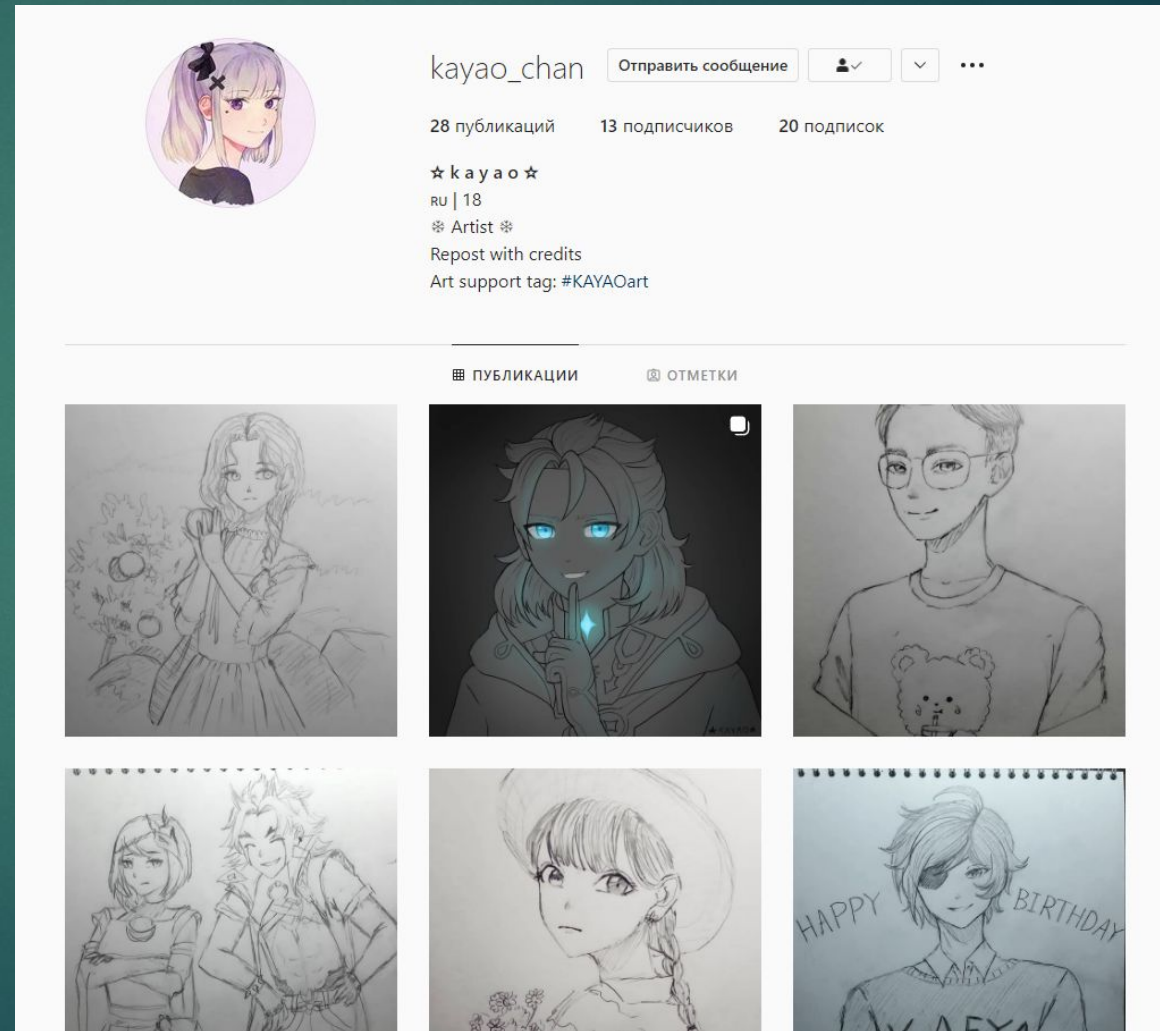 kayao_chan Отправить сообщение
28 публикаций 13 подписчиков 20 подписок
☆ k a y a o ☆
RU | 18
❄ Artist ❄
Repost with credits
Art support tag: #KAYAOart
ПУБЛИКАЦИИ ОТМЕТКИ
HAPPY BIRTHDAY